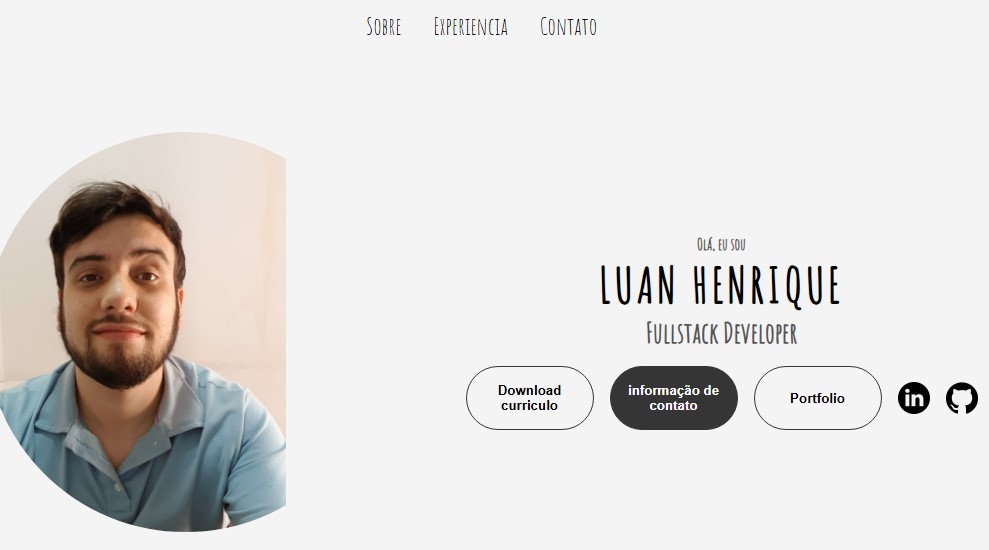 Sobre Experiencia Contato
Olá, eu sou
LUAN HENRIQUE
Fullstack Developer
Download
curriculo
informação de
contato
Portfolio
in